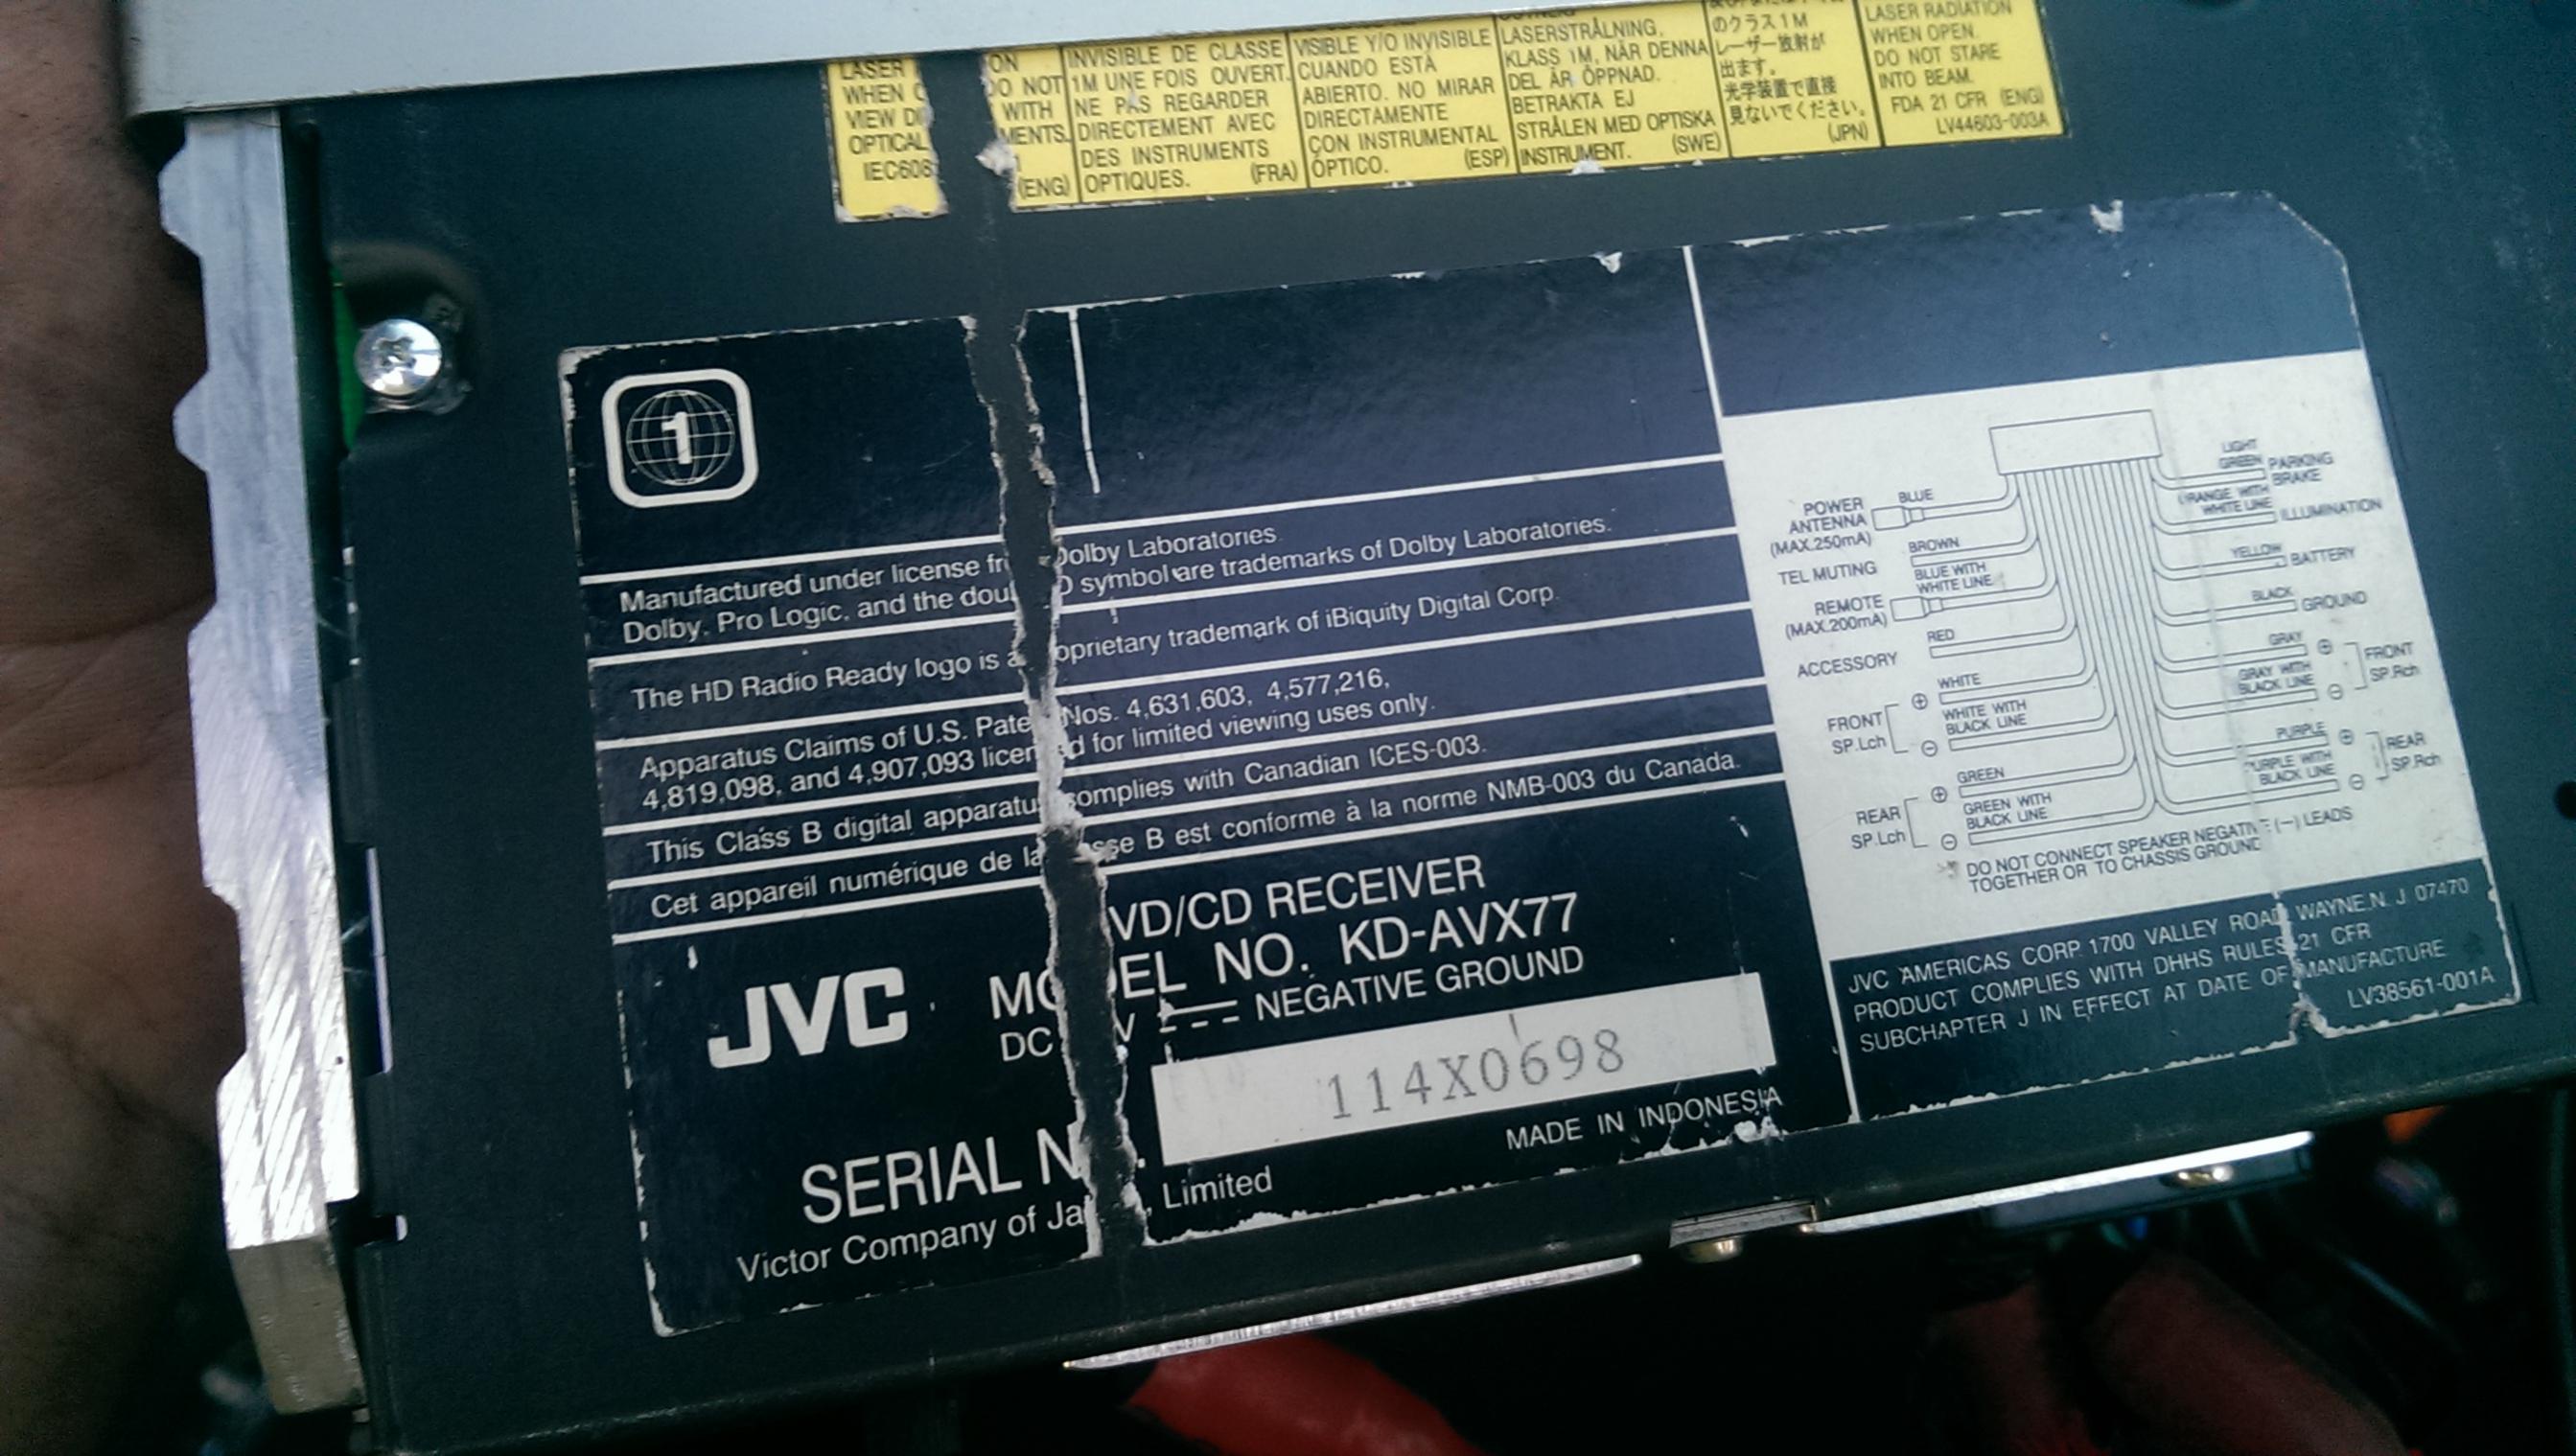 LASER
WHEN
VIEW
OPTICAL
IEC608
ON
DO NOT
WITH
MENTS.
(ENG)
INVISIBLE DE CLASSE
1M UNE FOIS OUVERT.
NE PAS REGARDER
DIRECTEMENT AVEC
DES INSTRUMENTS
OPTIQUES. (FRA)
VISIBLE Y/O INVISIBLE
CUANDO ESTÁ
ABIERTO. NO MIRAR
DIRECTAMENTE
CON INSTRUMENTAL
ÓPTICO. (ESP)
LASERSTRÅLNING,
KLASS 1M, NÄR DENNA
DEL ÄR ÖPPNAD.
BETRAKTA EJ
STRÅLEN MED OPTISKA
INSTRUMENT. (SWE)
のクラス1M
レーザー放射が
出ます。
光学装置で直接
見ないでください。
(JPN)
LASER RADIATION
WHEN OPEN.
DO NOT STARE
INTO BEAM.
FDA 21 CFR (ENG)
LV44603-003A
1
Manufactured under license fr Dolby Laboratories.
Dolby, Pro Logic, and the dou D symbol are trademarks of Dolby Laboratories.
The HD Radio Ready logo is a oprietary trademark of iBiquity Digital Corp.
Apparatus Claims of U.S. Pate Nos. 4,631,603, 4,577,216,
4,819,098, and 4,907,093 licen d for limited viewing uses only.
This Class B digital apparatus complies with Canadian ICES-003.
Cet appareil numérique de la sse B est conforme à la norme NMB-003 du Canada.
JVC
VD/CD RECEIVER
MODEL NO. KD-AVX77
DC V NEGATIVE GROUND
SERIAL N .
114X0698
Victor Company of Ja , Limited
MADE IN INDONESIA
POWER
ANTENNA
(MAX.250mA)
BLUE
TEL MUTING
BROWN
REMOTE
(MAX.200mA)
BLUE WITH
WHITE LINE
ACCESSORY
RED
FRONT
SP.Lch
⊕
WHITE
⊖
WHITE WITH
BLACK LINE
REAR
SP.Lch
⊕
GREEN
⊖
GREEN WITH
BLACK LINE
LIGHT
GREEN
PARKING
BRAKE
ORANGE WITH
WHITE LINE
ILLUMINATION
YELLOW
BATTERY
BLACK
GROUND
GRAY
⊕
GRAY WITH
BLACK LINE
⊖
FRONT
SP.Rch
PURPLE
⊕
PURPLE WITH
BLACK LINE
⊖
REAR
SP.Rch
DO NOT CONNECT SPEAKER NEGATIVE (−) LEADS
TOGETHER OR TO CHASSIS GROUND
JVC AMERICAS CORP. 1700 VALLEY ROAD, WAYNE.N. J 07470
PRODUCT COMPLIES WITH DHHS RULES 21 CFR
SUBCHAPTER J IN EFFECT AT DATE OF MANUFACTURE
LV38561-001A